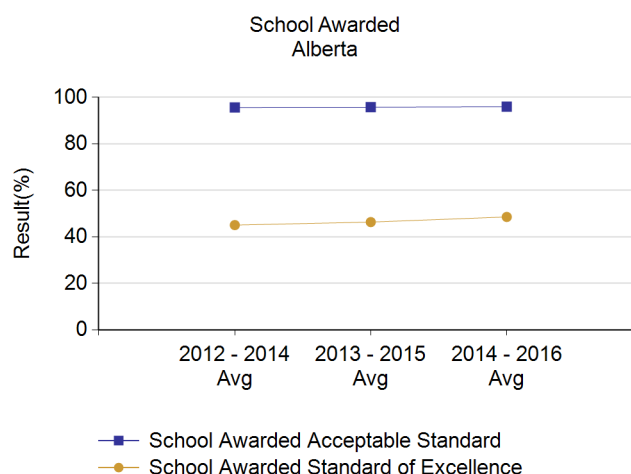 School Awarded
Alberta
100
80
60
40
20
0
Result(%)
2012 - 2014
Avg
2013 - 2015
Avg
2014 - 2016
Avg
School Awarded Acceptable Standard
School Awarded Standard of Excellence